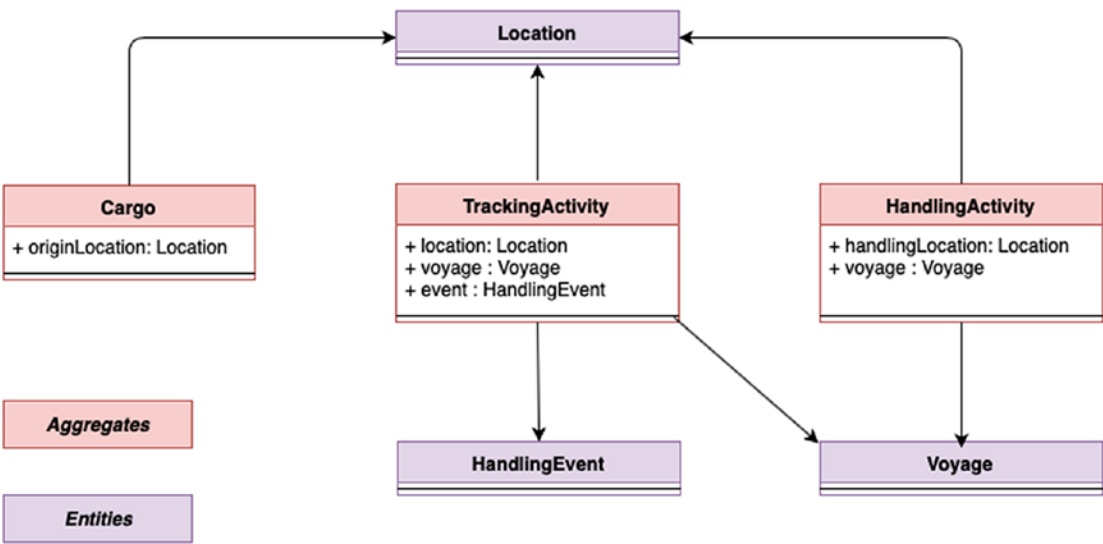 Location
Cargo
+ originLocation: Location
TrackingActivity
+ location: Location
+ voyage : Voyage
+ event : HandlingEvent
HandlingActivity
+ handlingLocation: Location
+ voyage : Voyage
Aggregates
HandlingEvent
Voyage
Entities